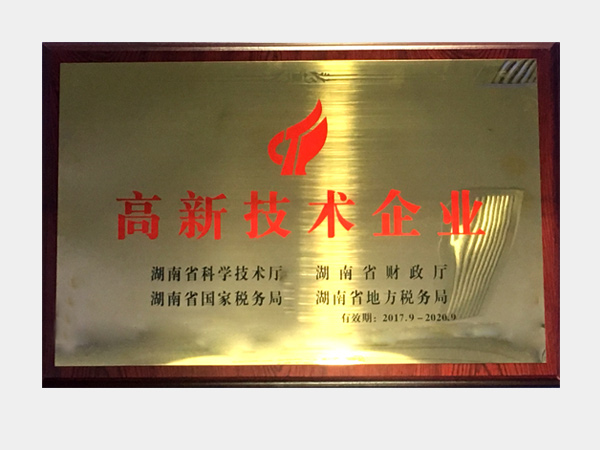 高新技术企业
湖南省科学技术厅 湖南省财政厅
湖南省国家税务局 湖南省地方税务局
有效期：2017.9－2020.9